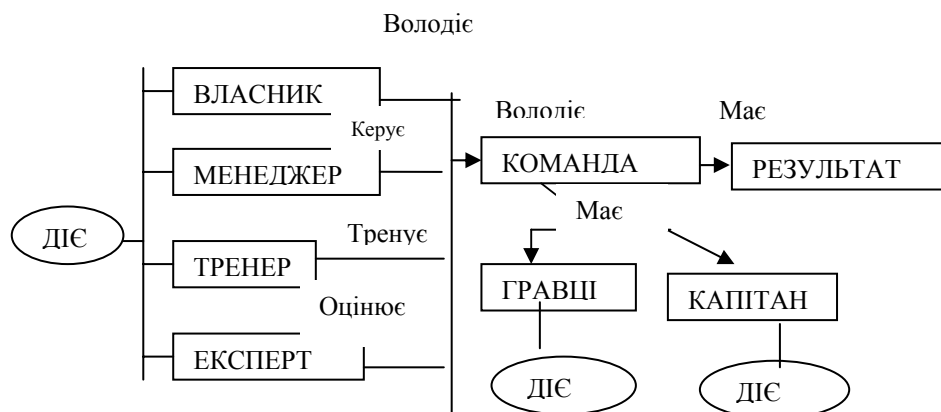 Володіє
ВЛАСНИК
Володіє
Має
Керує
КОМАНДА
РЕЗУЛЬТАТ
МЕНЕДЖЕР
Має
ДІЄ
Тренує
ТРЕНЕР
ГРАВЦІ
КАПІТАН
Оцінює
ЕКСПЕРТ
ДІЄ
ДІЄ